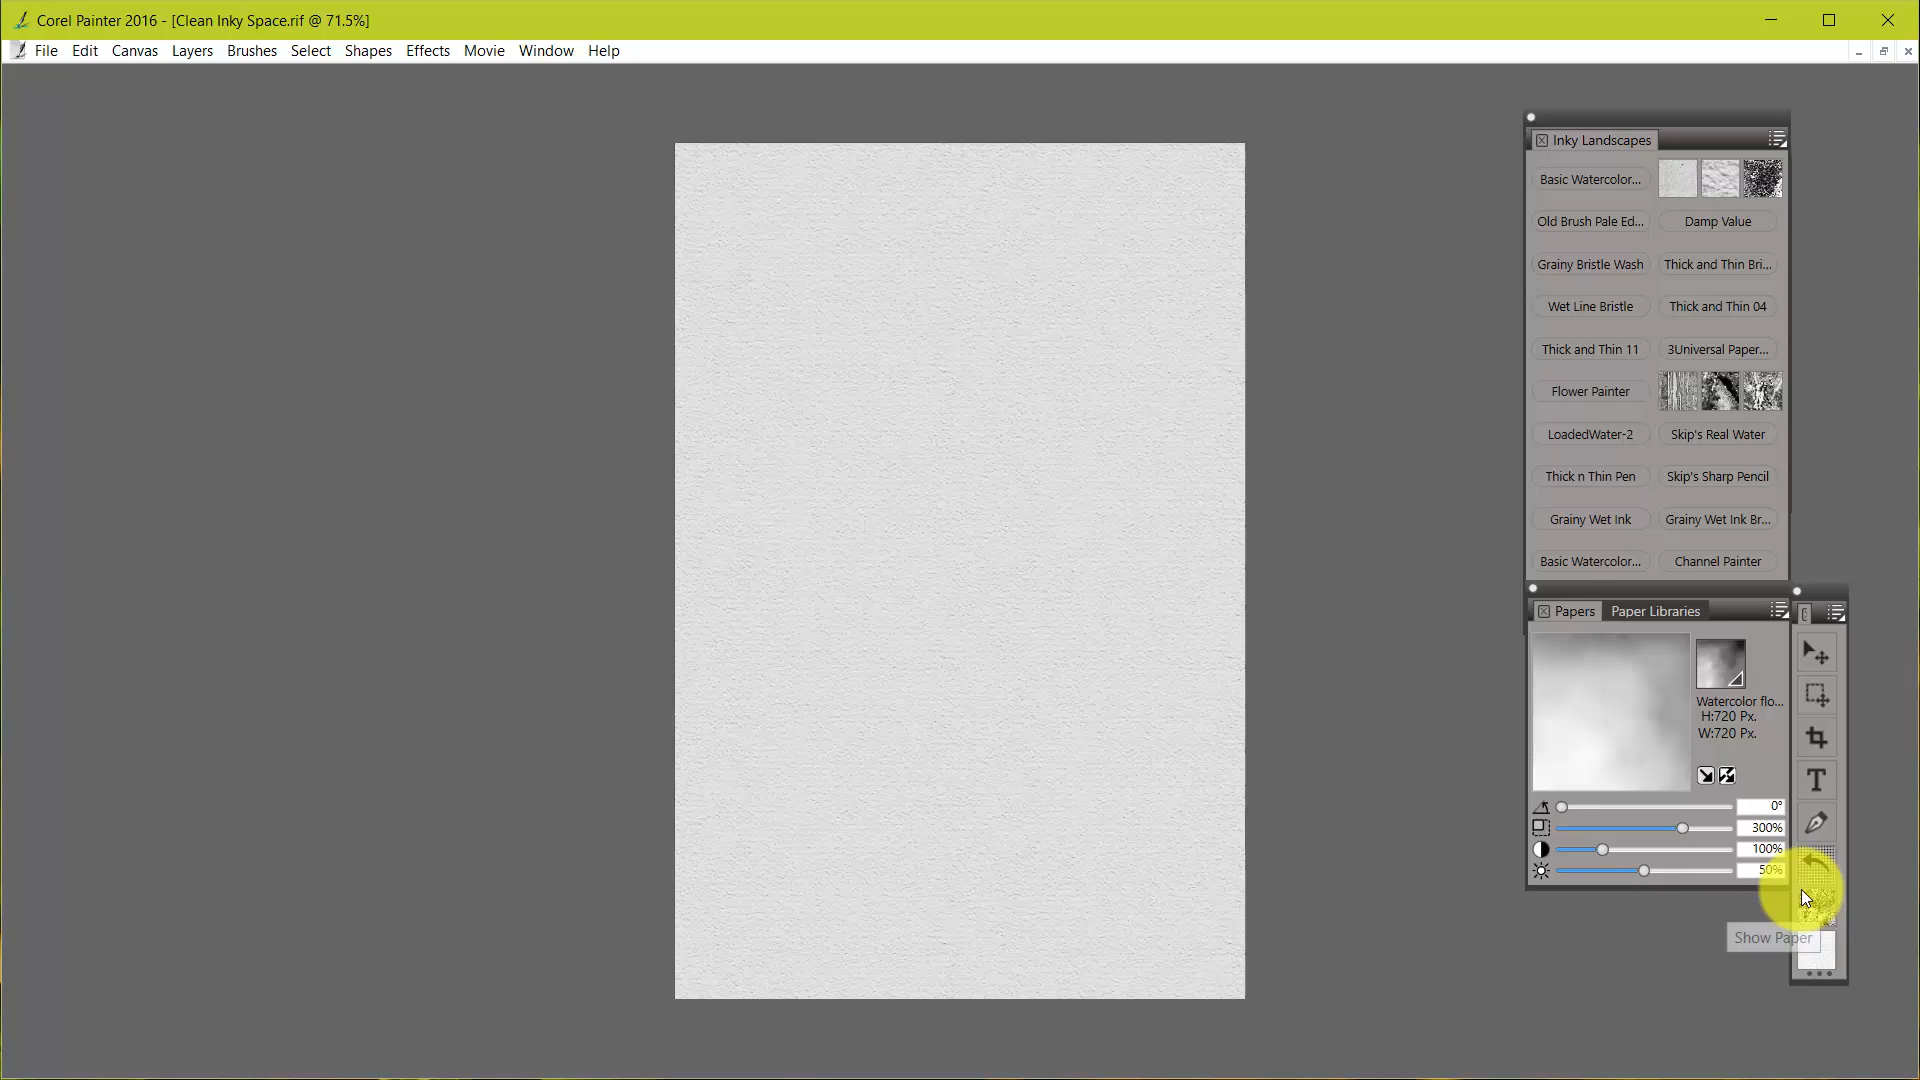 Corel Painter 2016 - [Clean Inky Space.rif @ 71.5%]
File Edit Canvas Layers Brushes Select Shapes Effects Movie Window Help
Inky Landscapes
Basic Watercolor...
Old Brush Pale Ed... Damp Value
Grainy Bristle Wash Thick and Thin Bri...
Wet Line Bristle Thick and Thin 04
Thick and Thin 11 3Universal Paper...
Flower Painter
LoadedWater-2 Skip's Real Water
Thick n Thin Pen Skip's Sharp Pencil
Grainy Wet Ink Grainy Wet Ink Br...
Basic Watercolor... Channel Painter
Papers Paper Libraries
Watercolor flo...
H:720 Px.
W:720 Px.
0°
300%
100%
50%
Show Paper